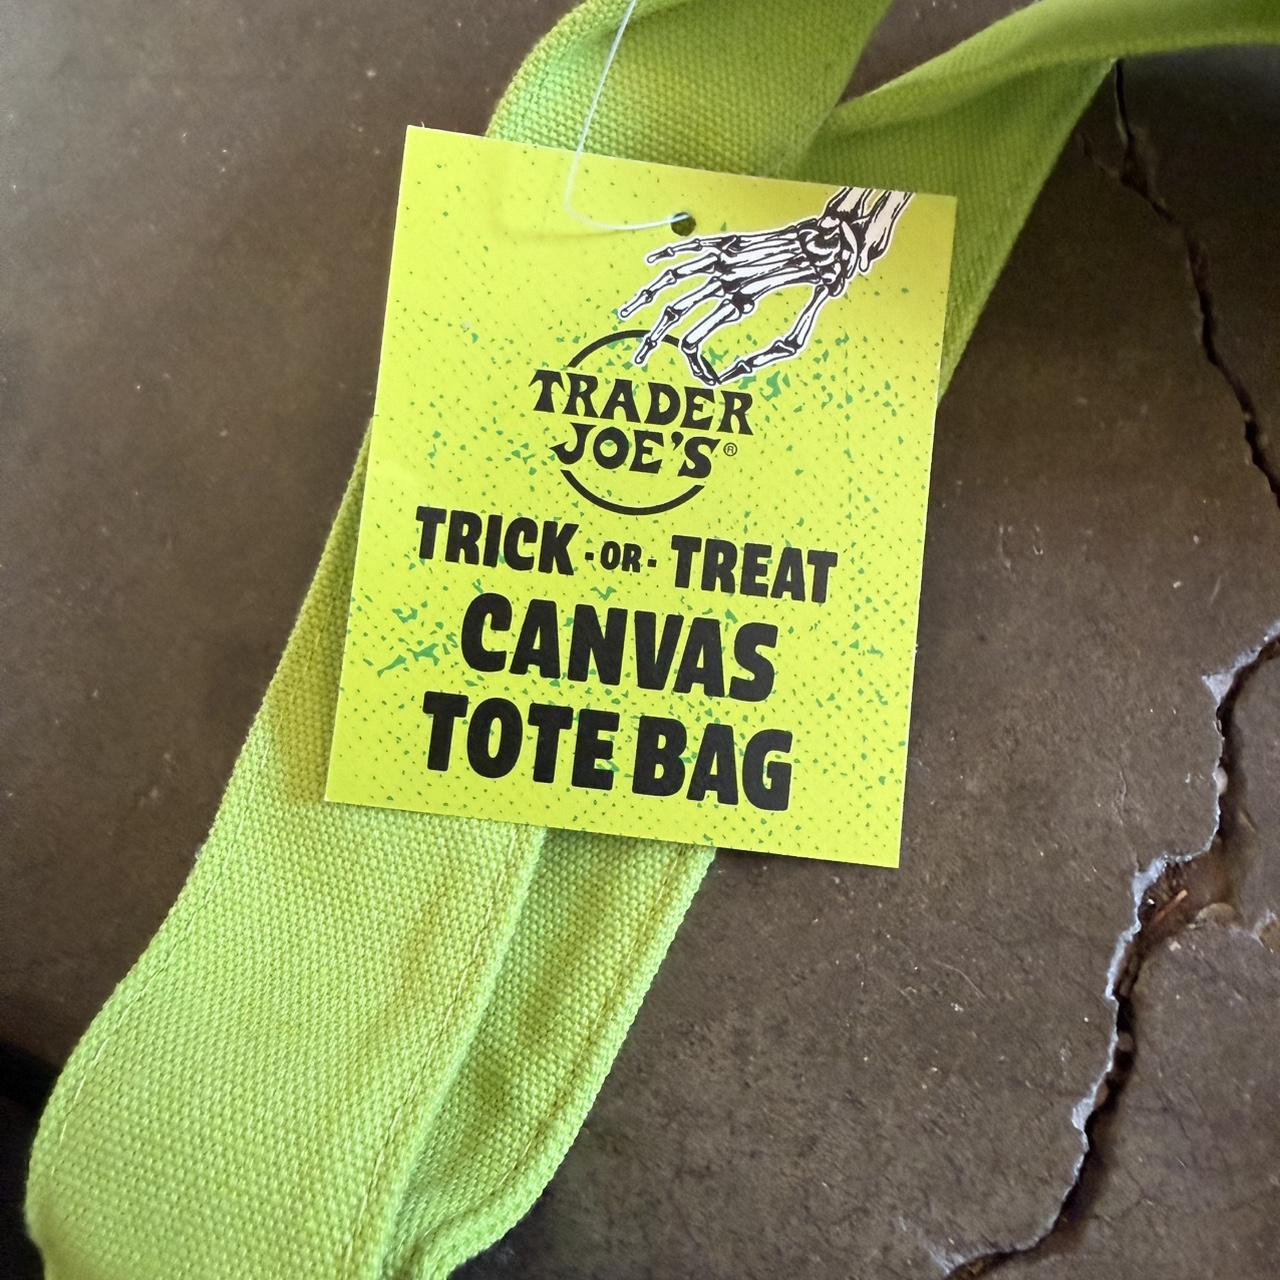 TRADER
JOE'S®
TRICK-OR-TREAT
CANVAS
TOTE BAG